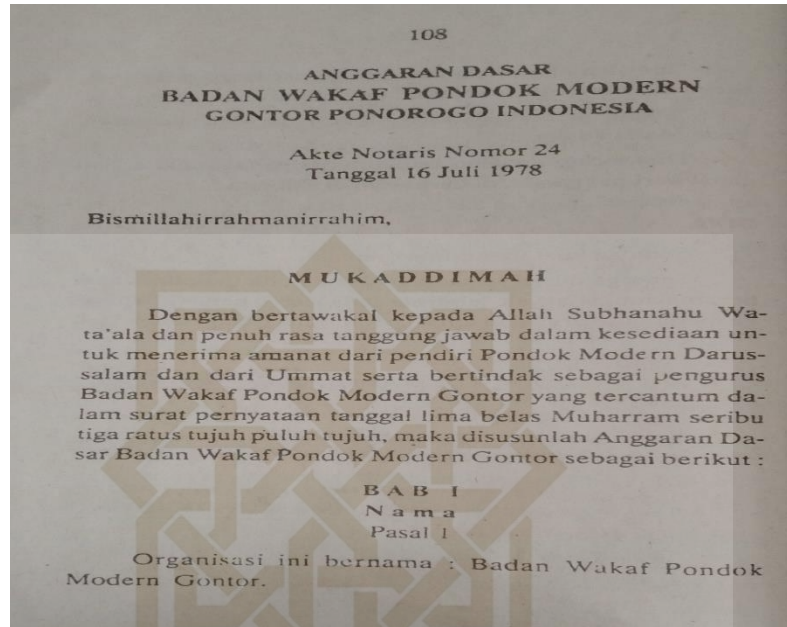 108
ANGGARAN DASAR
BADAN WAKAF PONDOK MODERN
GONTOR PONOROGO INDONESIA
Akte Notaris Nomor 24
Tanggal 16 Juli 1978
Bismillahirrahmanirrahim,
MUKADDIMAH
Dengan bertawakal kepada Allah Subhanahu Wa-
ta'ala dan penuh rasa tanggung jawab dalam kesediaan un-
tuk menerima amanat dari pendiri Pondok Modern Darus-
salam dan dari Ummat serta bertindak sebagai pengurus
Badan Wakaf Pondok Modern Gontor yang tercantum da-
lam surat pernyataan tanggal lima belas Muharram seribu
tiga ratus tujuh puluh tujuh, maka disusunlah Anggaran Da-
sar Badan Wakaf Pondok Modern Gontor sebagai berikut :
BAB I
Nama
Pasal 1
Organisasi ini bernama : Badan Wakaf Pondok
Modern Gontor.